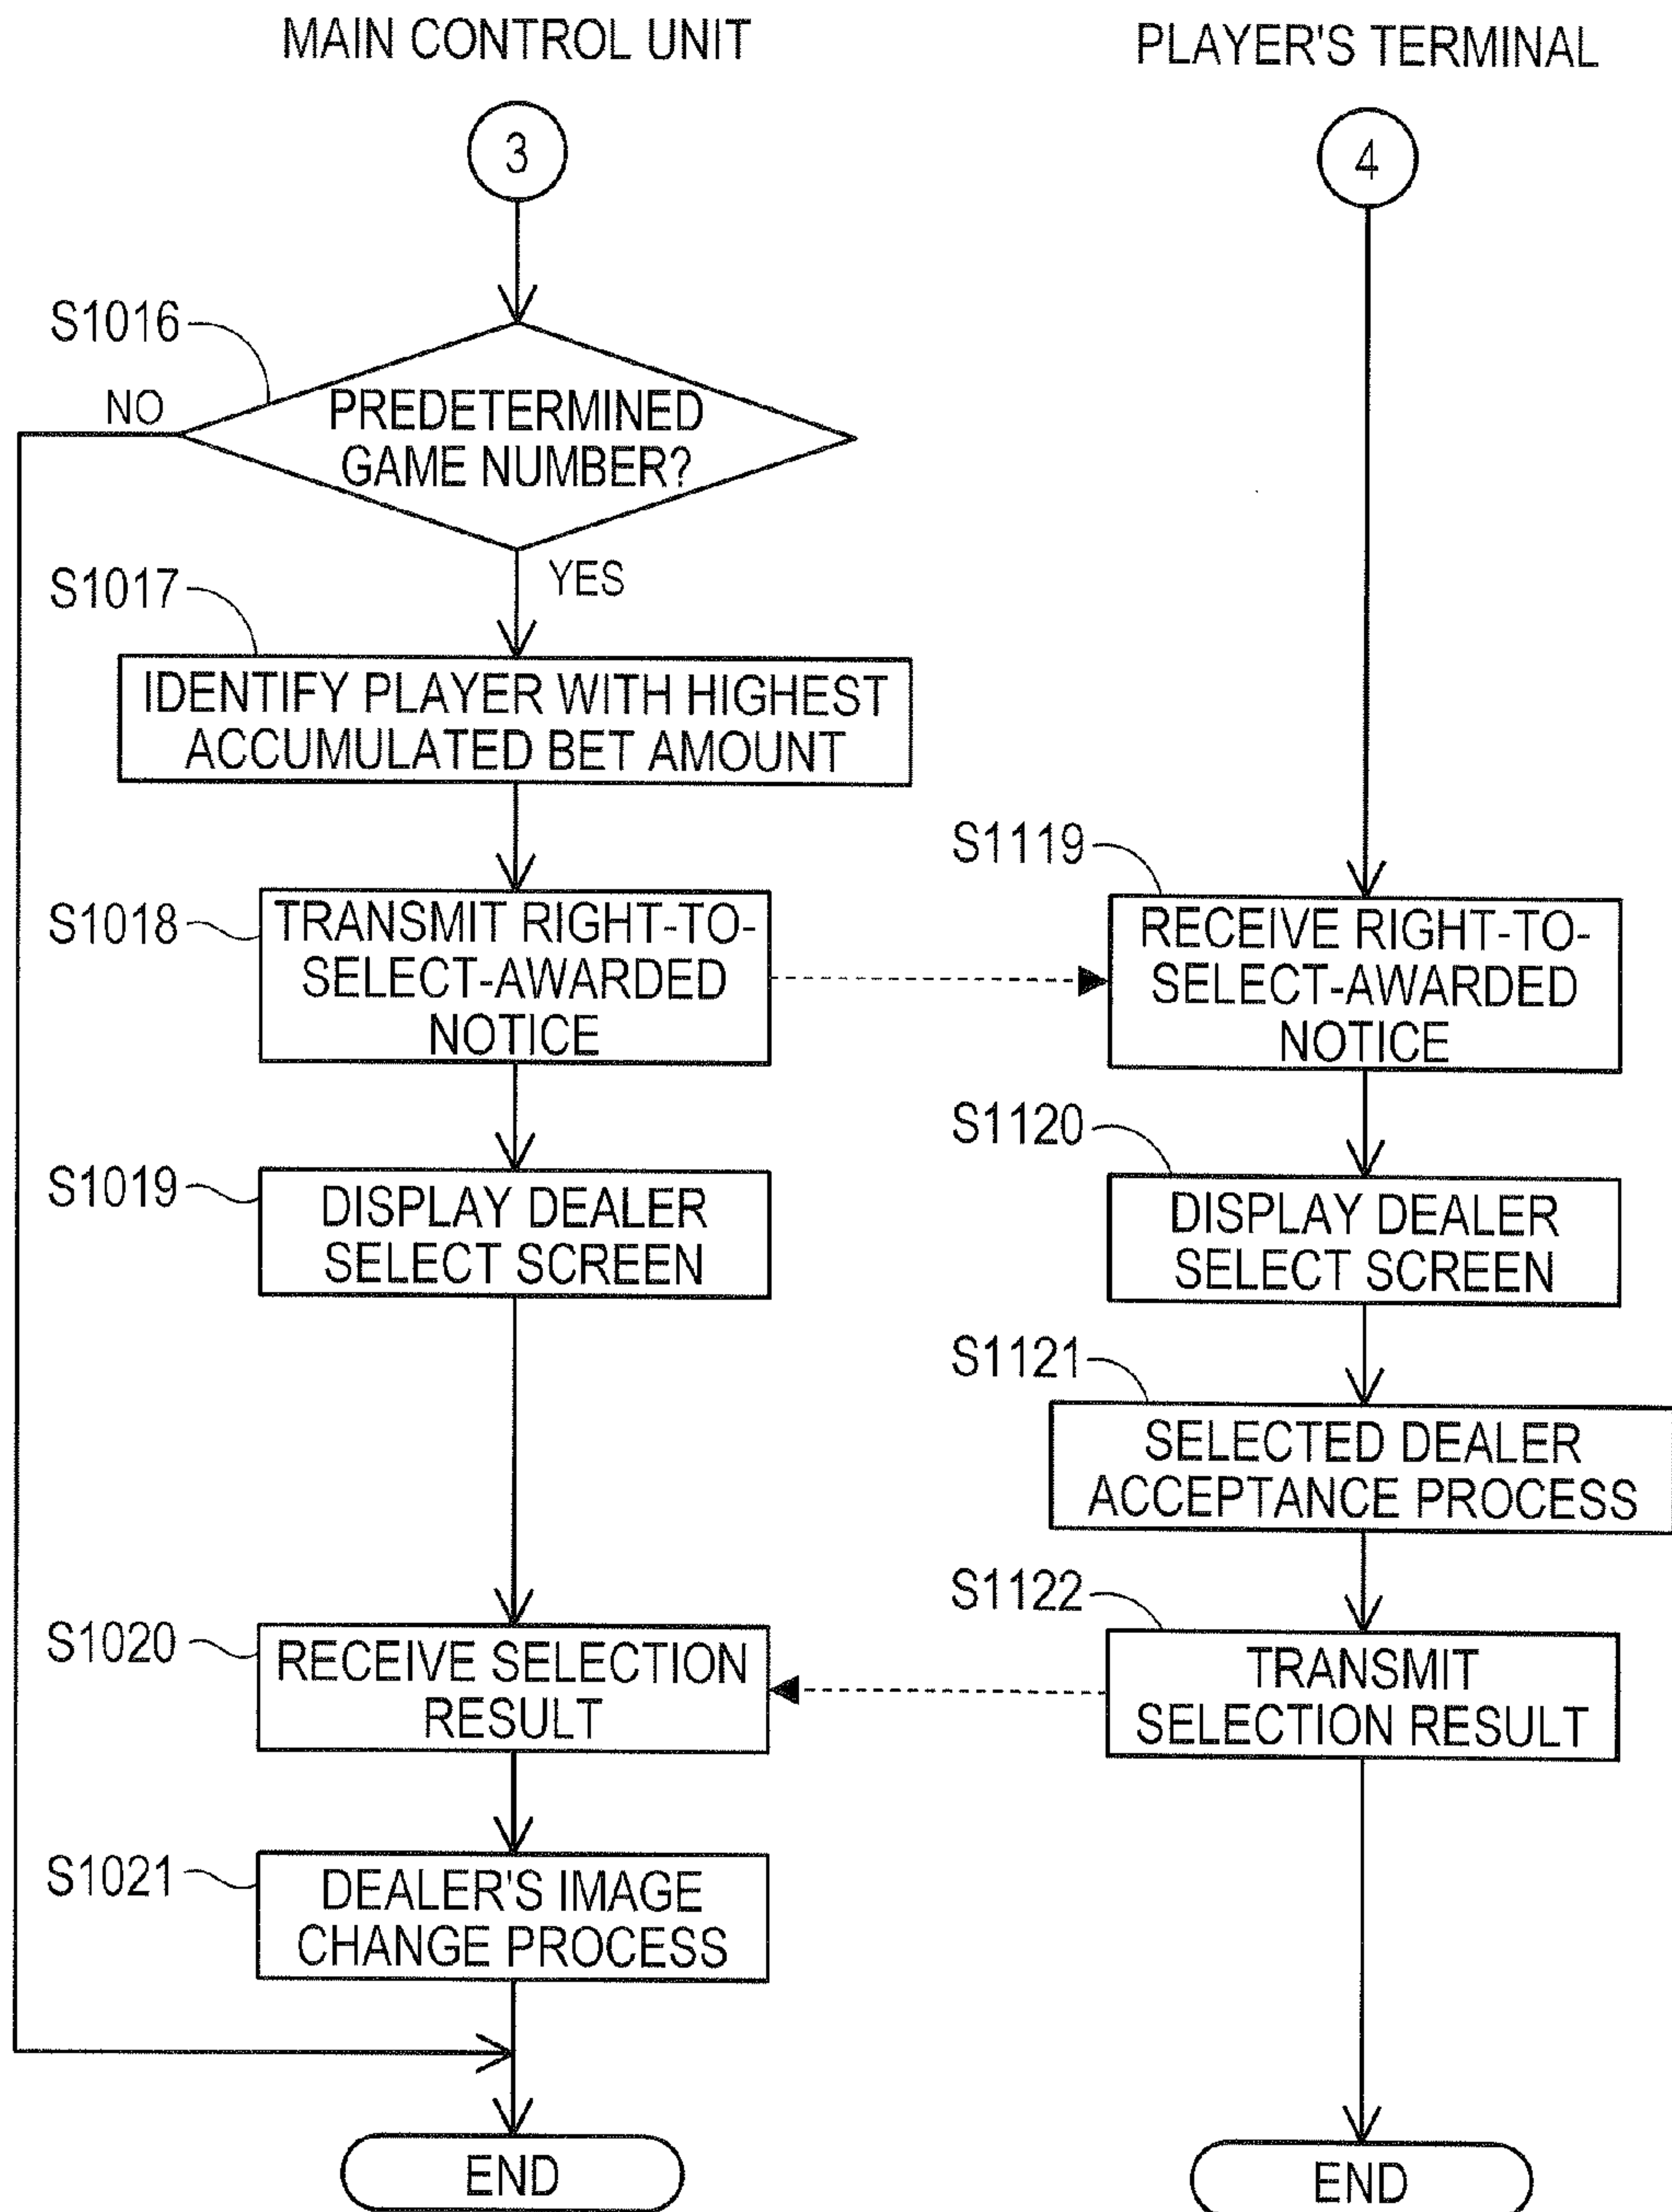 MAIN CONTROL UNIT
PLAYER'S TERMINAL
3
4
S1016
NO
PREDETERMINED
GAME NUMBER?
YES
S1017
IDENTIFY PLAYER WITH HIGHEST
ACCUMULATED BET AMOUNT
S1018
TRANSMIT RIGHT-TO-
SELECT-AWARDED
NOTICE
S1119
RECEIVE RIGHT-TO-
SELECT-AWARDED
NOTICE
S1019
DISPLAY DEALER
SELECT SCREEN
S1120
DISPLAY DEALER
SELECT SCREEN
S1121
SELECTED DEALER
ACCEPTANCE PROCESS
S1122
TRANSMIT
SELECTION RESULT
S1020
RECEIVE SELECTION
RESULT
S1021
DEALER'S IMAGE
CHANGE PROCESS
END
END